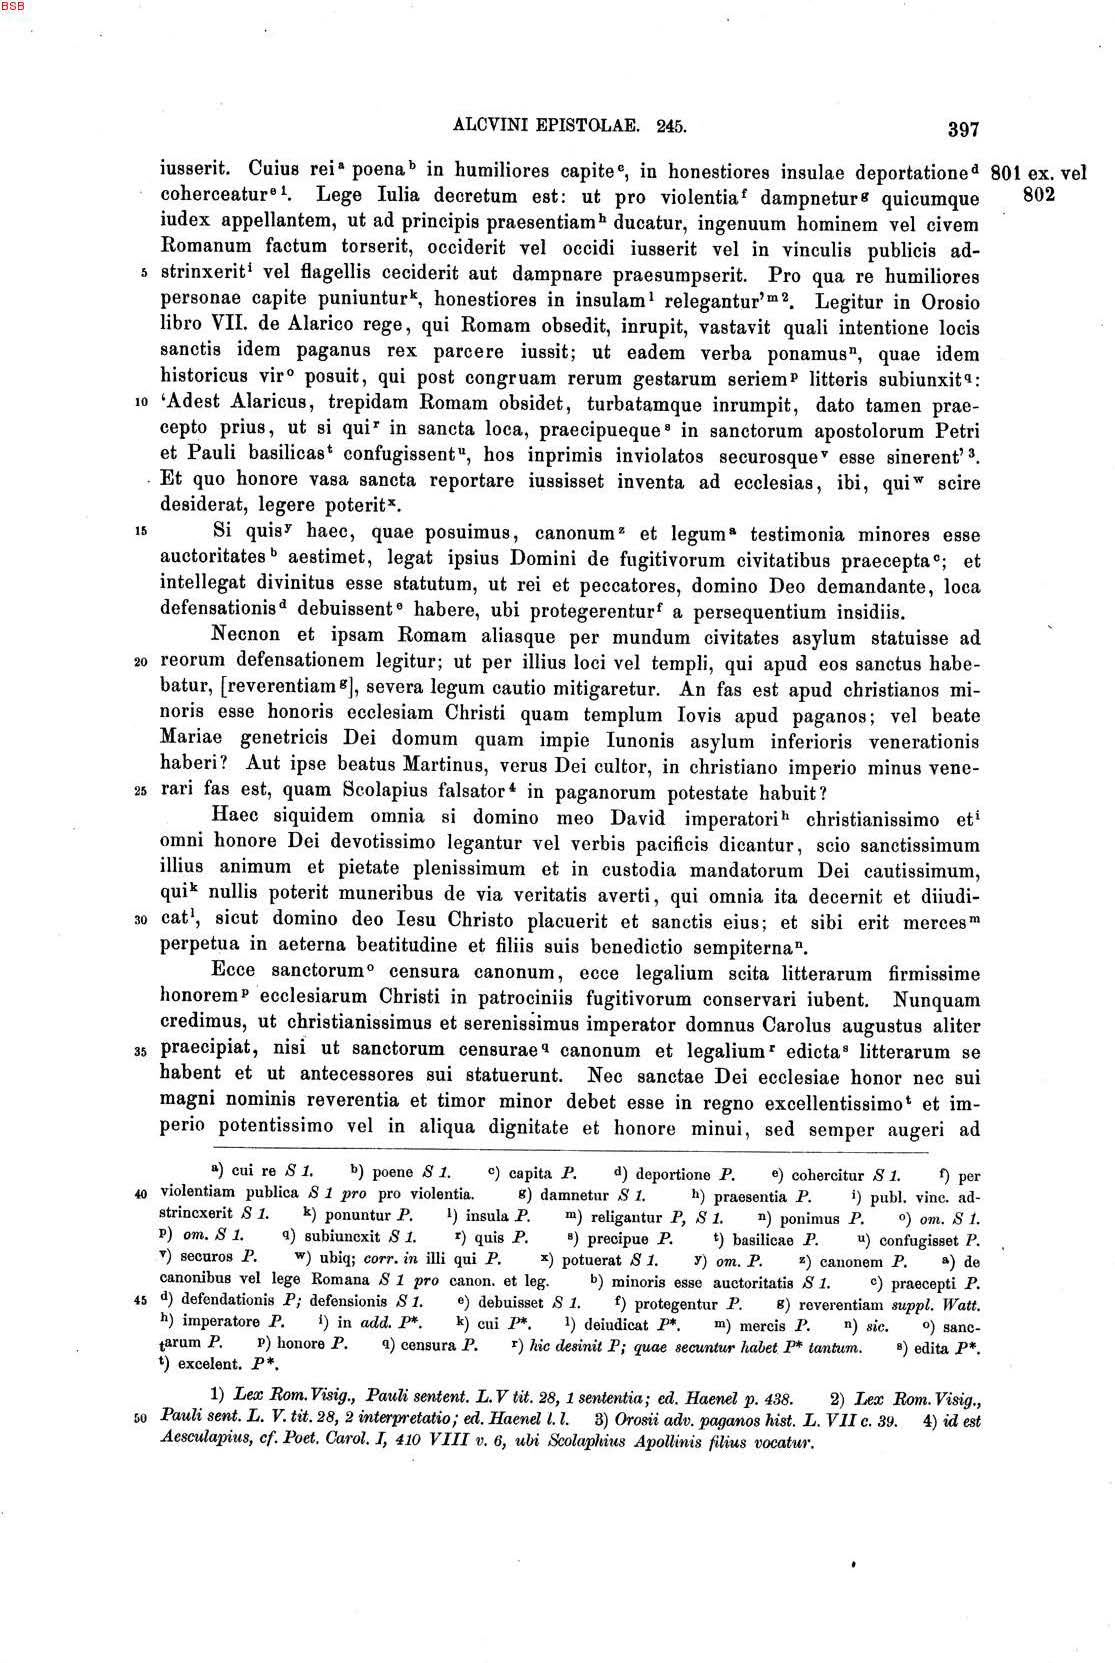 BSB
ALCVINI EPISTOLAE. 245.
397
iusserit. Cuius rei a poena b in humiliores capite c, in honestiores insulae deportatione d 801 ex. vel
coherceatur e 1. Lege Iulia decretum est: ut pro violentia f dampnetur g quicumque 802
iudex appellantem, ut ad principis praesentiam h ducatur, ingenuum hominem vel civem
Romanum factum torserit, occiderit vel occidi iusserit vel in vinculis publicis ad-
5 strinxerit i vel flagellis ceciderit aut dampnare praesumpserit. Pro qua re humiliores
personae capite puniuntur k, honestiores in insulam l relegantur’ m 2. Legitur in Orosio
libro VII. de Alarico rege, qui Romam obsedit, inrupit, vastavit quali intentione locis
sanctis idem paganus rex parcere iussit; ut eadem verba ponamus n, quae idem
historicus vir o posuit, qui post congruam rerum gestarum seriem p litteris subiunxit q:
10 ‘Adest Alaricus, trepidam Romam obsidet, turbatamque inrumpit, dato tamen prae-
cepto prius, ut si qui r in sancta loca, praecipueque s in sanctorum apostolorum Petri
et Pauli basilicas t confugissent u, hos inprimis inviolatos securosque v esse sinerent’ 3.
Et quo honore vasa sancta reportare iussisset inventa ad ecclesias, ibi, qui w scire
desiderat, legere poterit x.
15 Si quis y haec, quae posuimus, canonum z et legum a testimonia minores esse
auctoritates b aestimet, legat ipsius Domini de fugitivorum civitatibus praecepta c; et
intellegat divinitus esse statutum, ut rei et peccatores, domino Deo demandante, loca
defensationis d debuissent e habere, ubi protegerentur f a persequentium insidiis.
Necnon et ipsam Romam aliasque per mundum civitates asylum statuisse ad
20 reorum defensationem legitur; ut per illius loci vel templi, qui apud eos sanctus habe-
batur, [reverentiam g], severa legum cautio mitigaretur. An fas est apud christianos mi-
noris esse honoris ecclesiam Christi quam templum Iovis apud paganos; vel beate
Mariae genetricis Dei domum quam impie Iunonis asylum inferioris venerationis
haberi? Aut ipse beatus Martinus, verus Dei cultor, in christiano imperio minus vene-
25 rari fas est, quam Scolapius falsator 4 in paganorum potestate habuit?
Haec siquidem omnia si domino meo David imperatori h christianissimo et i
omni honore Dei devotissimo legantur vel verbis pacificis dicantur, scio sanctissimum
illius animum et pietate plenissimum et in custodia mandatorum Dei cautissimum,
qui k nullis poterit muneribus de via veritatis averti, qui omnia ita decernit et diiudi-
30 cat l, sicut domino deo Iesu Christo placuerit et sanctis eius; et sibi erit merces m
perpetua in aeterna beatitudine et filiis suis benedictio sempiterna n.
Ecce sanctorum o censura canonum, ecce legalium scita litterarum firmissime
honorem p ecclesiarum Christi in patrociniis fugitivorum conservari iubent. Nunquam
credimus, ut christianissimus et serenissimus imperator domnus Carolus augustus aliter
35 praecipiat, nisi ut sanctorum censurae q canonum et legalium r edicta s litterarum se
habent et ut antecessores sui statuerunt. Nec sanctae Dei ecclesiae honor nec sui
magni nominis reverentia et timor minor debet esse in regno excellentissimo t et im-
perio potentissimo vel in aliqua dignitate et honore minui, sed semper augeri ad
a) cui re S 1. b) poene S 1. c) capita P. d) deportione P. e) cohercitur S 1. f) per
40 violentiam publica S 1 pro pro violentia. g) damnetur S 1. h) praesentia P. i) publ. vinc. ad-
strincxerit S 1. k) ponuntur P. l) insula P. m) religantur P, S 1. n) ponimus P. o) om. S 1.
p) om. S 1. q) subiuncxit S 1. r) quis P. s) precipue P. t) basilicae P. u) confugisset P.
v) securos P. w) ubiq; corr. in illi qui P. x) potuerat S 1. y) om. P. z) canonem P. a) de
canonibus vel lege Romana S 1 pro canon. et leg. b) minoris esse auctoritatis S 1. c) praecepti P.
45 d) defendationis P; defensionis S 1. e) debuisset S 1. f) protegentur P. g) reverentiam suppl. Watt.
h) imperatore P. i) in add. P*. k) cui P*. l) deiudicat P*. m) mercis P. n) sic. o) sanc-
tarum P. p) honore P. q) censura P. r) hic desinit P; quae secuntur habet P* tantum. s) edita P*.
t) excelent. P*.
1) Lex Rom. Visig., Pauli sentent. L. V tit. 28, 1 sententia; ed. Haenel p. 438. 2) Lex Rom. Visig.,
50 Pauli sent. L. V. tit. 28, 2 interpretatio; ed. Haenel l. l. 3) Orosii adv. paganos hist. L. VII c. 39. 4) id est
Aesculapius, cf. Poet. Carol. I, 410 VIII v. 6, ubi Scolaphius Apollinis filius vocatur.